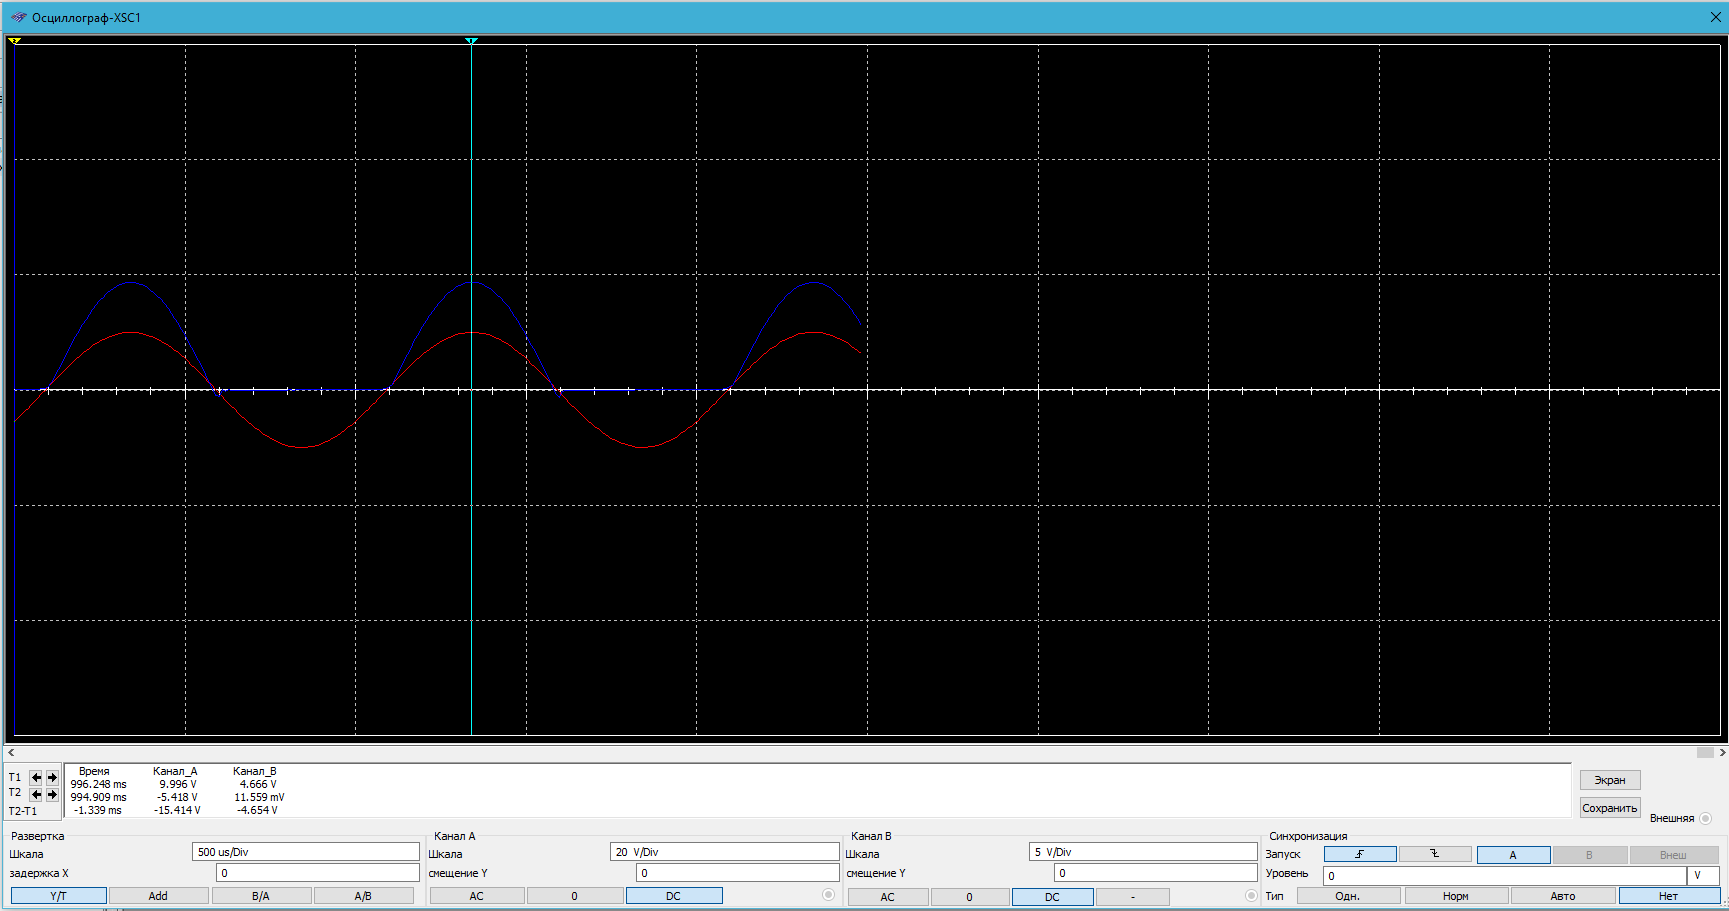 Осциллограф-XSC1
Время Канал_A Канал_B
T1 996.248 ms 9.996 V 4.666 V
T2 994.909 ms -5.418 V 11.559 mV
T2-T1 -1.339 ms -15.414 V -4.654 V
Экран
Сохранить
Внешняя
Развертка Канал A Канал B Синхронизация
Шкала 500 us/Div Шкала 20 V/Div Шкала 5 V/Div Запуск A B Внеш
задержка X 0 смещение Y 0 смещение Y 0 Уровень 0 V
Y/T Add B/A A/B AC 0 DC AC 0 DC - Тип Одн. Норм Авто Нет